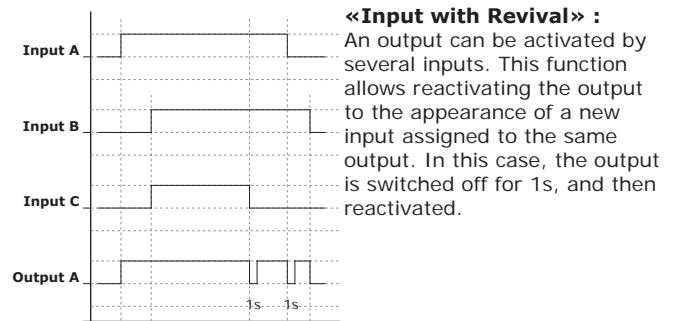 «Input with Revival» :
An output can be activated by
several inputs. This function
allows reactivating the output
to the appearance of a new
input assigned to the same
output. In this case, the output
is switched off for 1s, and then
reactivated.
Input A
Input B
Input C
Output A
1s 1s